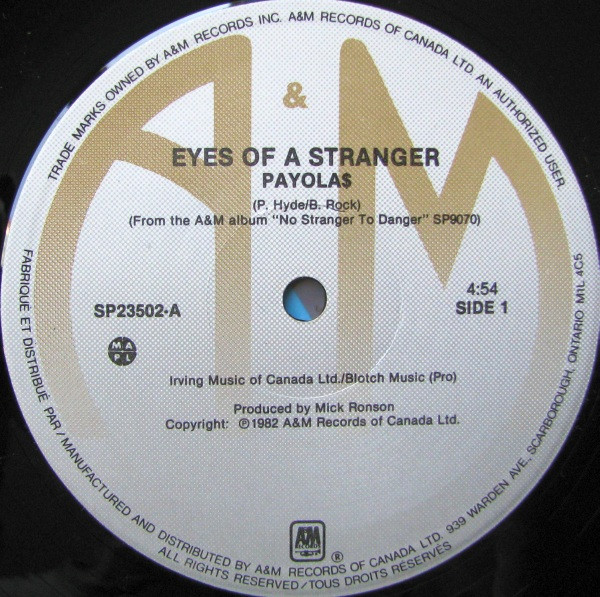 TRADE MARKS OWNED BY A&M RECORDS INC. A&M RECORDS OF CANADA LTD. AN AUTHORIZED USER
&
EYES OF A STRANGER
PAYOLA$
(P. Hyde/B. Rock)
(From the A&M album "No Stranger To Danger" SP9070)
SP23502-A
4:54
SIDE 1
M A
P L
Irving Music of Canada Ltd./Blotch Music (Pro)
Produced by Mick Ronson
Copyright: ℗1982 A&M Records of Canada Ltd.
A&M
RECORDS
®
FABRIQUÉ ET DISTRIBUÉ PAR / MANUFACTURED AND DISTRIBUTED BY A&M RECORDS OF CANADA LTD. 939 WARDEN AVE, SCARBOROUGH, ONTARIO M1L 4C5
ALL RIGHTS RESERVED / TOUS DROITS RESERVÉS